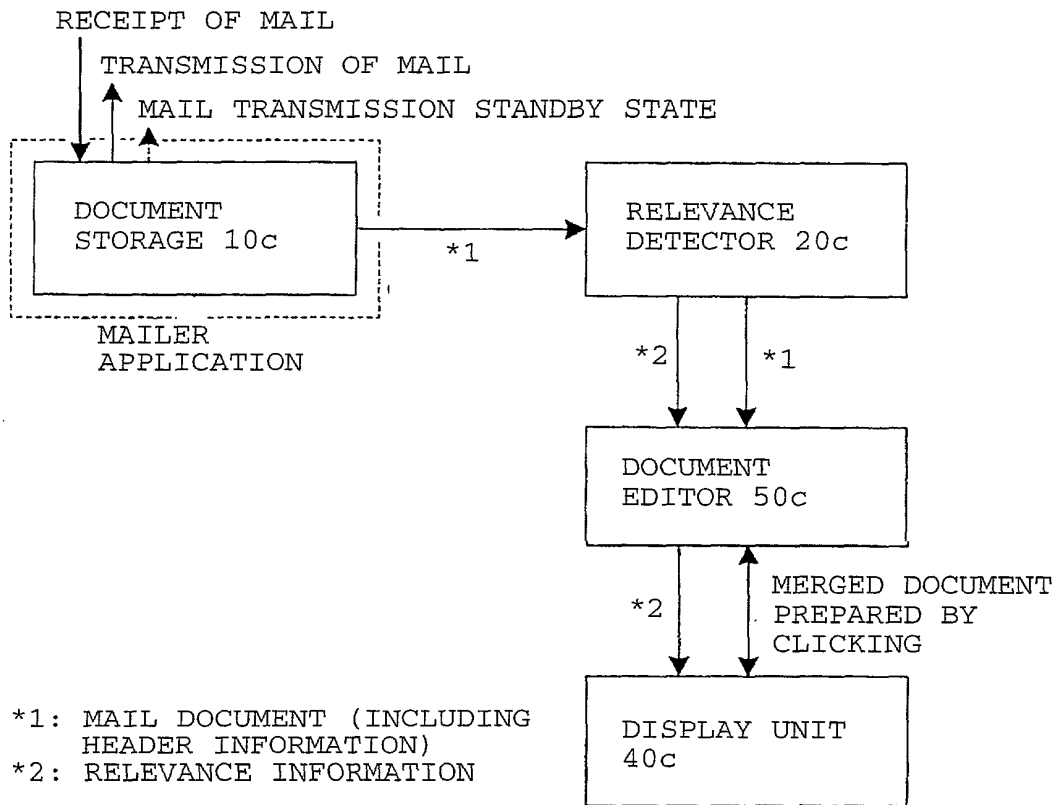 RECEIPT OF MAIL
TRANSMISSION OF MAIL
MAIL TRANSMISSION STANDBY STATE
DOCUMENT
STORAGE 10c
*1
RELEVANCE
DETECTOR 20c
MAILER
APPLICATION
*2
*1
DOCUMENT
EDITOR 50c
*2
MERGED DOCUMENT
PREPARED BY
CLICKING
DISPLAY UNIT
40c
*1: MAIL DOCUMENT (INCLUDING
HEADER INFORMATION)
*2: RELEVANCE INFORMATION